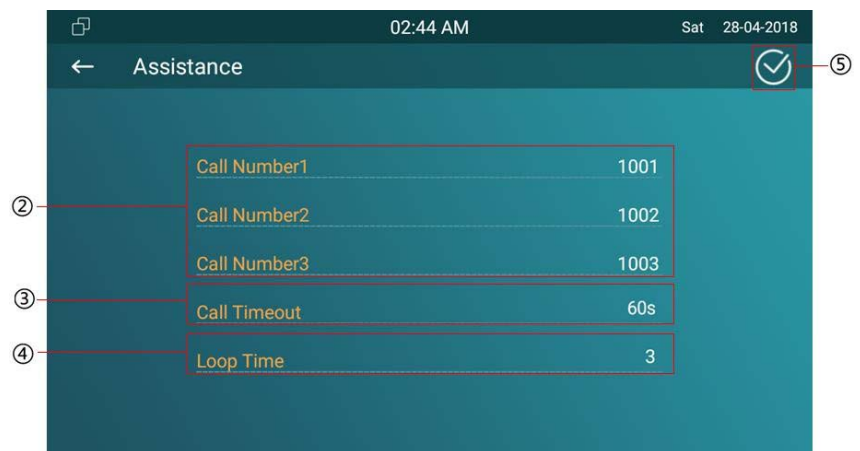 02:44 AM Sat 28-04-2018
Assistance ⑤
Call Number1 1001
② Call Number2 1002
Call Number3 1003
③ Call Timeout 60s
④ Loop Time 3